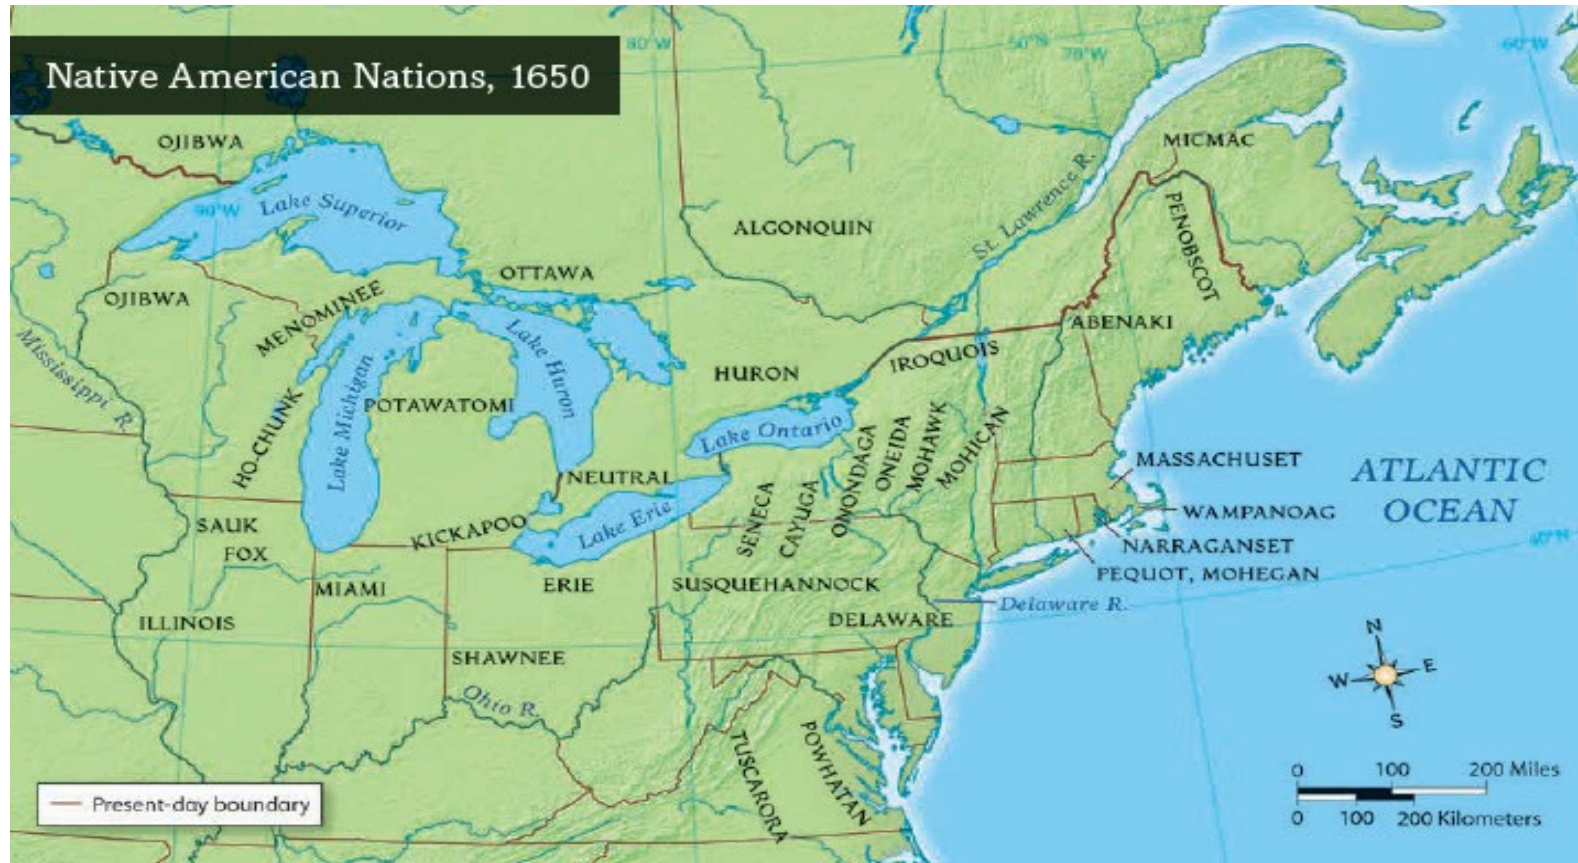 Native American Nations, 1650
80°W
50°N
70°W
60°W
OJIBWA
MICMAC
90°W
Lake Superior
St. Lawrence R.
PENOBSCOT
ALGONQUIN
OTTAWA
OJIBWA
MENOMINEE
Mississippi R.
Lake Huron
ABENAKI
IROQUOIS
HURON
Lake Michigan
POTAWATOMI
HO-CHUNK
Lake Ontario
ONONDAGA
ONEIDA
MOHAWK
MOHICAN
MASSACHUSET
ATLANTIC
OCEAN
NEUTRAL
SENECA
CAYUGA
WAMPANOAG
SAUK
KICKAPOO
Lake Erie
FOX
NARRAGANSET
40°N
PEQUOT, MOHEGAN
MIAMI
ERIE
SUSQUEHANNOCK
Delaware R.
ILLINOIS
DELAWARE
SHAWNEE
Ohio R.
N
W
E
S
TUSCARORA
POWHATAN
0 100 200 Miles
0 100 200 Kilometers
Present-day boundary